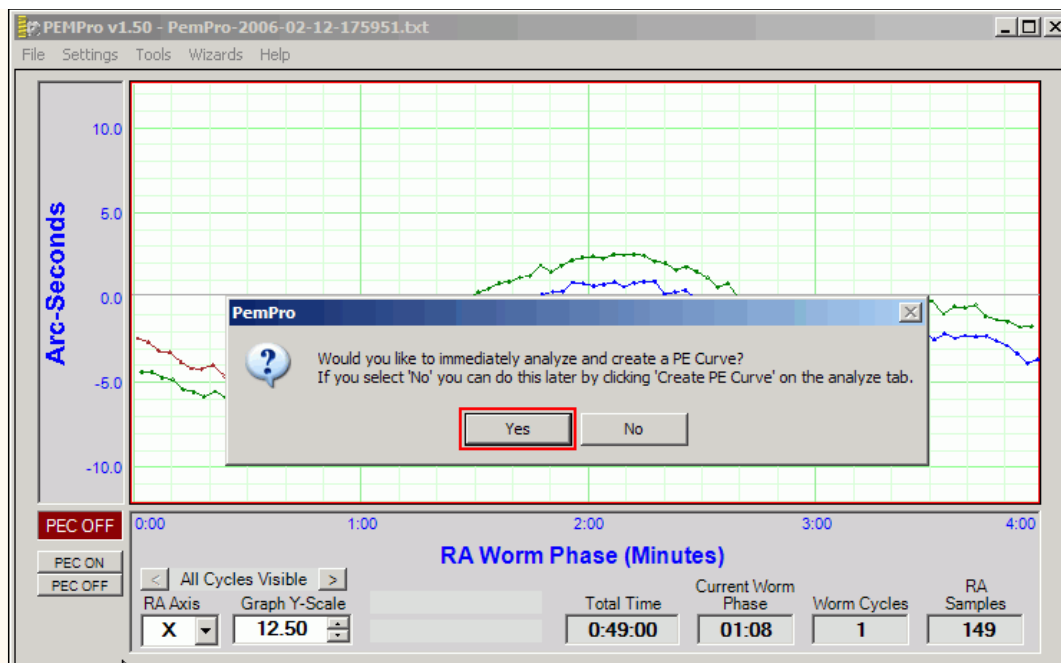 PEMPro v1.50 - PemPro-2006-02-12-175951.txt
File Settings Tools Wizards Help
Arc-Seconds
10.0
5.0
0.0
-5.0
-10.0
PemPro
Would you like to immediately analyze and create a PE Curve?
If you select 'No' you can do this later by clicking 'Create PE Curve' on the analyze tab.
Yes No
PEC OFF
0:00 1:00 2:00 3:00 4:00
RA Worm Phase (Minutes)
PEC ON
PEC OFF
< All Cycles Visible >
RA Axis Graph Y-Scale Total Time Current Worm Phase Worm Cycles RA Samples
X 12.50 0:49:00 01:08 1 149